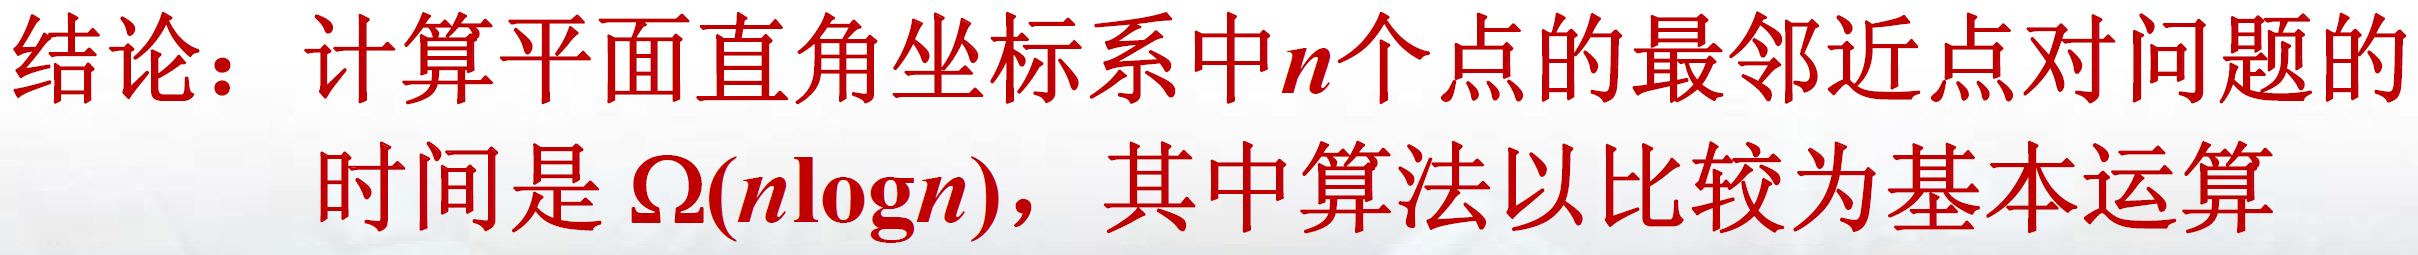 结论：计算平面直角坐标系中n个点的最邻近点对问题的
时间是 Ω(nlogn)，其中算法以比较为基本运算